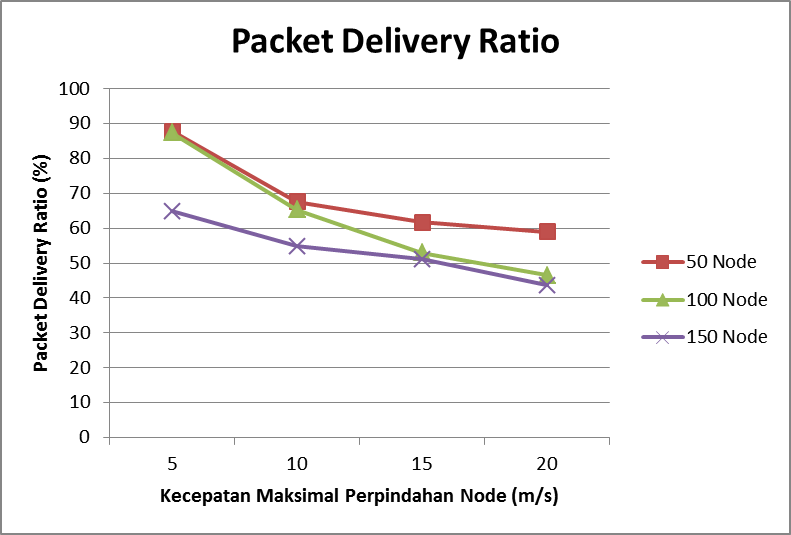 Packet Delivery Ratio
Packet Delivery Ratio (%)
100
90
80
70
60
50
40
30
20
10
0
5 10 15 20
Kecepatan Maksimal Perpindahan Node (m/s)
50 Node
100 Node
150 Node